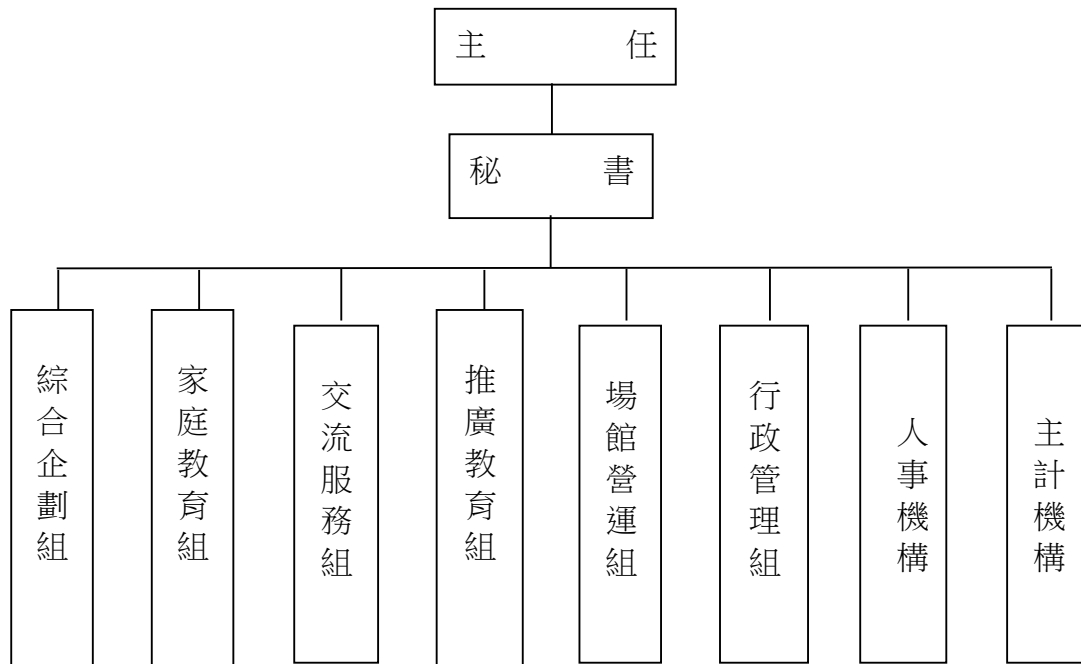 主任
秘書
綜合企劃組
家庭教育組
交流服務組
推廣教育組
場館營運組
行政管理組
人事機構
主計機構